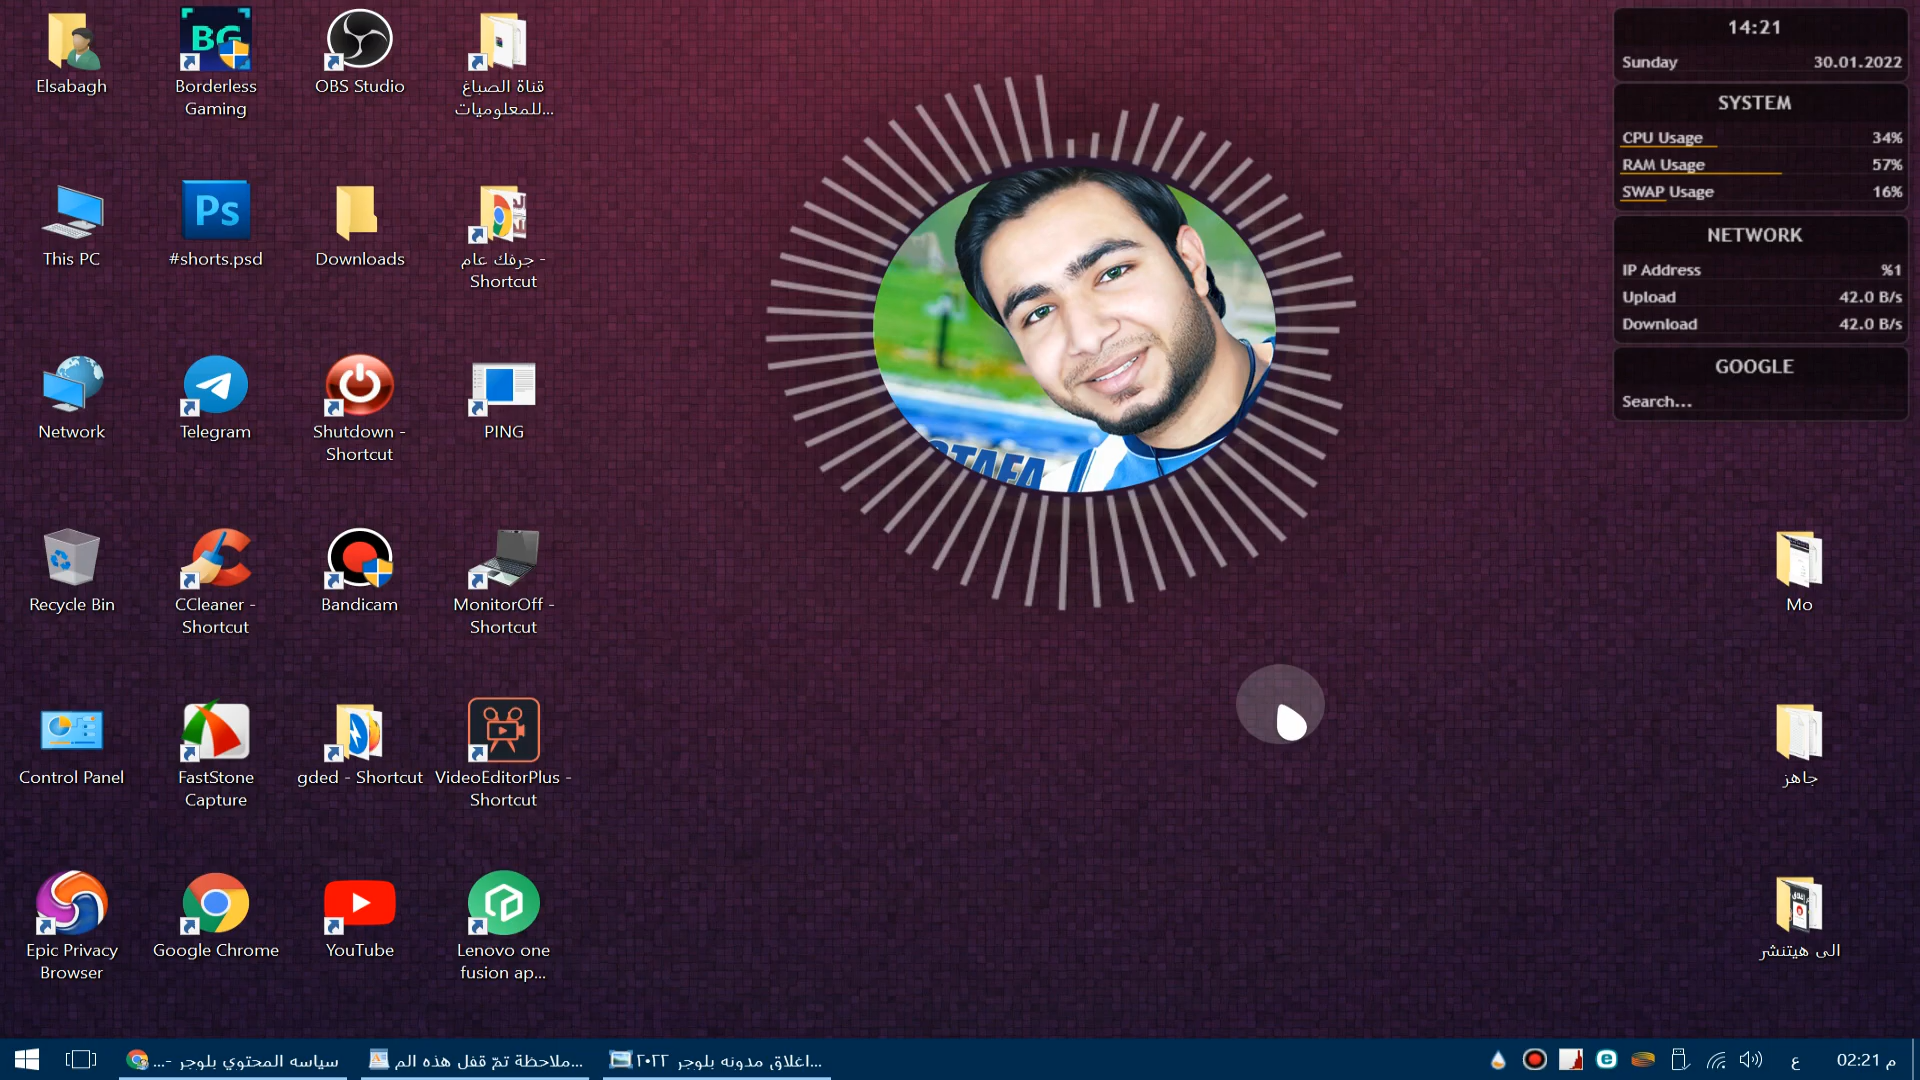 Elsabagh
Borderless
Gaming
OBS Studio
قناة الصباغ
للمعلوميات...
This PC
#shorts.psd
Downloads
جرفك عام -
Shortcut
Network
Telegram
Shutdown -
Shortcut
PING
Recycle Bin
CCleaner -
Shortcut
Bandicam
MonitorOff -
Shortcut
Control Panel
FastStone
Capture
gded - Shortcut
VideoEditorPlus -
Shortcut
Epic Privacy
Browser
Google Chrome
YouTube
Lenovo one
fusion ap...
BG
Ps
STAFA
14:21
Sunday 30.01.2022
SYSTEM
CPU Usage 34%
RAM Usage 57%
SWAP Usage 16%
NETWORK
IP Address %1
Upload 42.0 B/s
Download 42.0 B/s
GOOGLE
Search...
Mo
جاهز
الى هيتنشر
سياسه المحتوي بلوجر -...
ملاحظة تمّ قفل هذه الم...
اغلاق مدونه بلوجر ٢٠٢٢...
ع
02:21 م